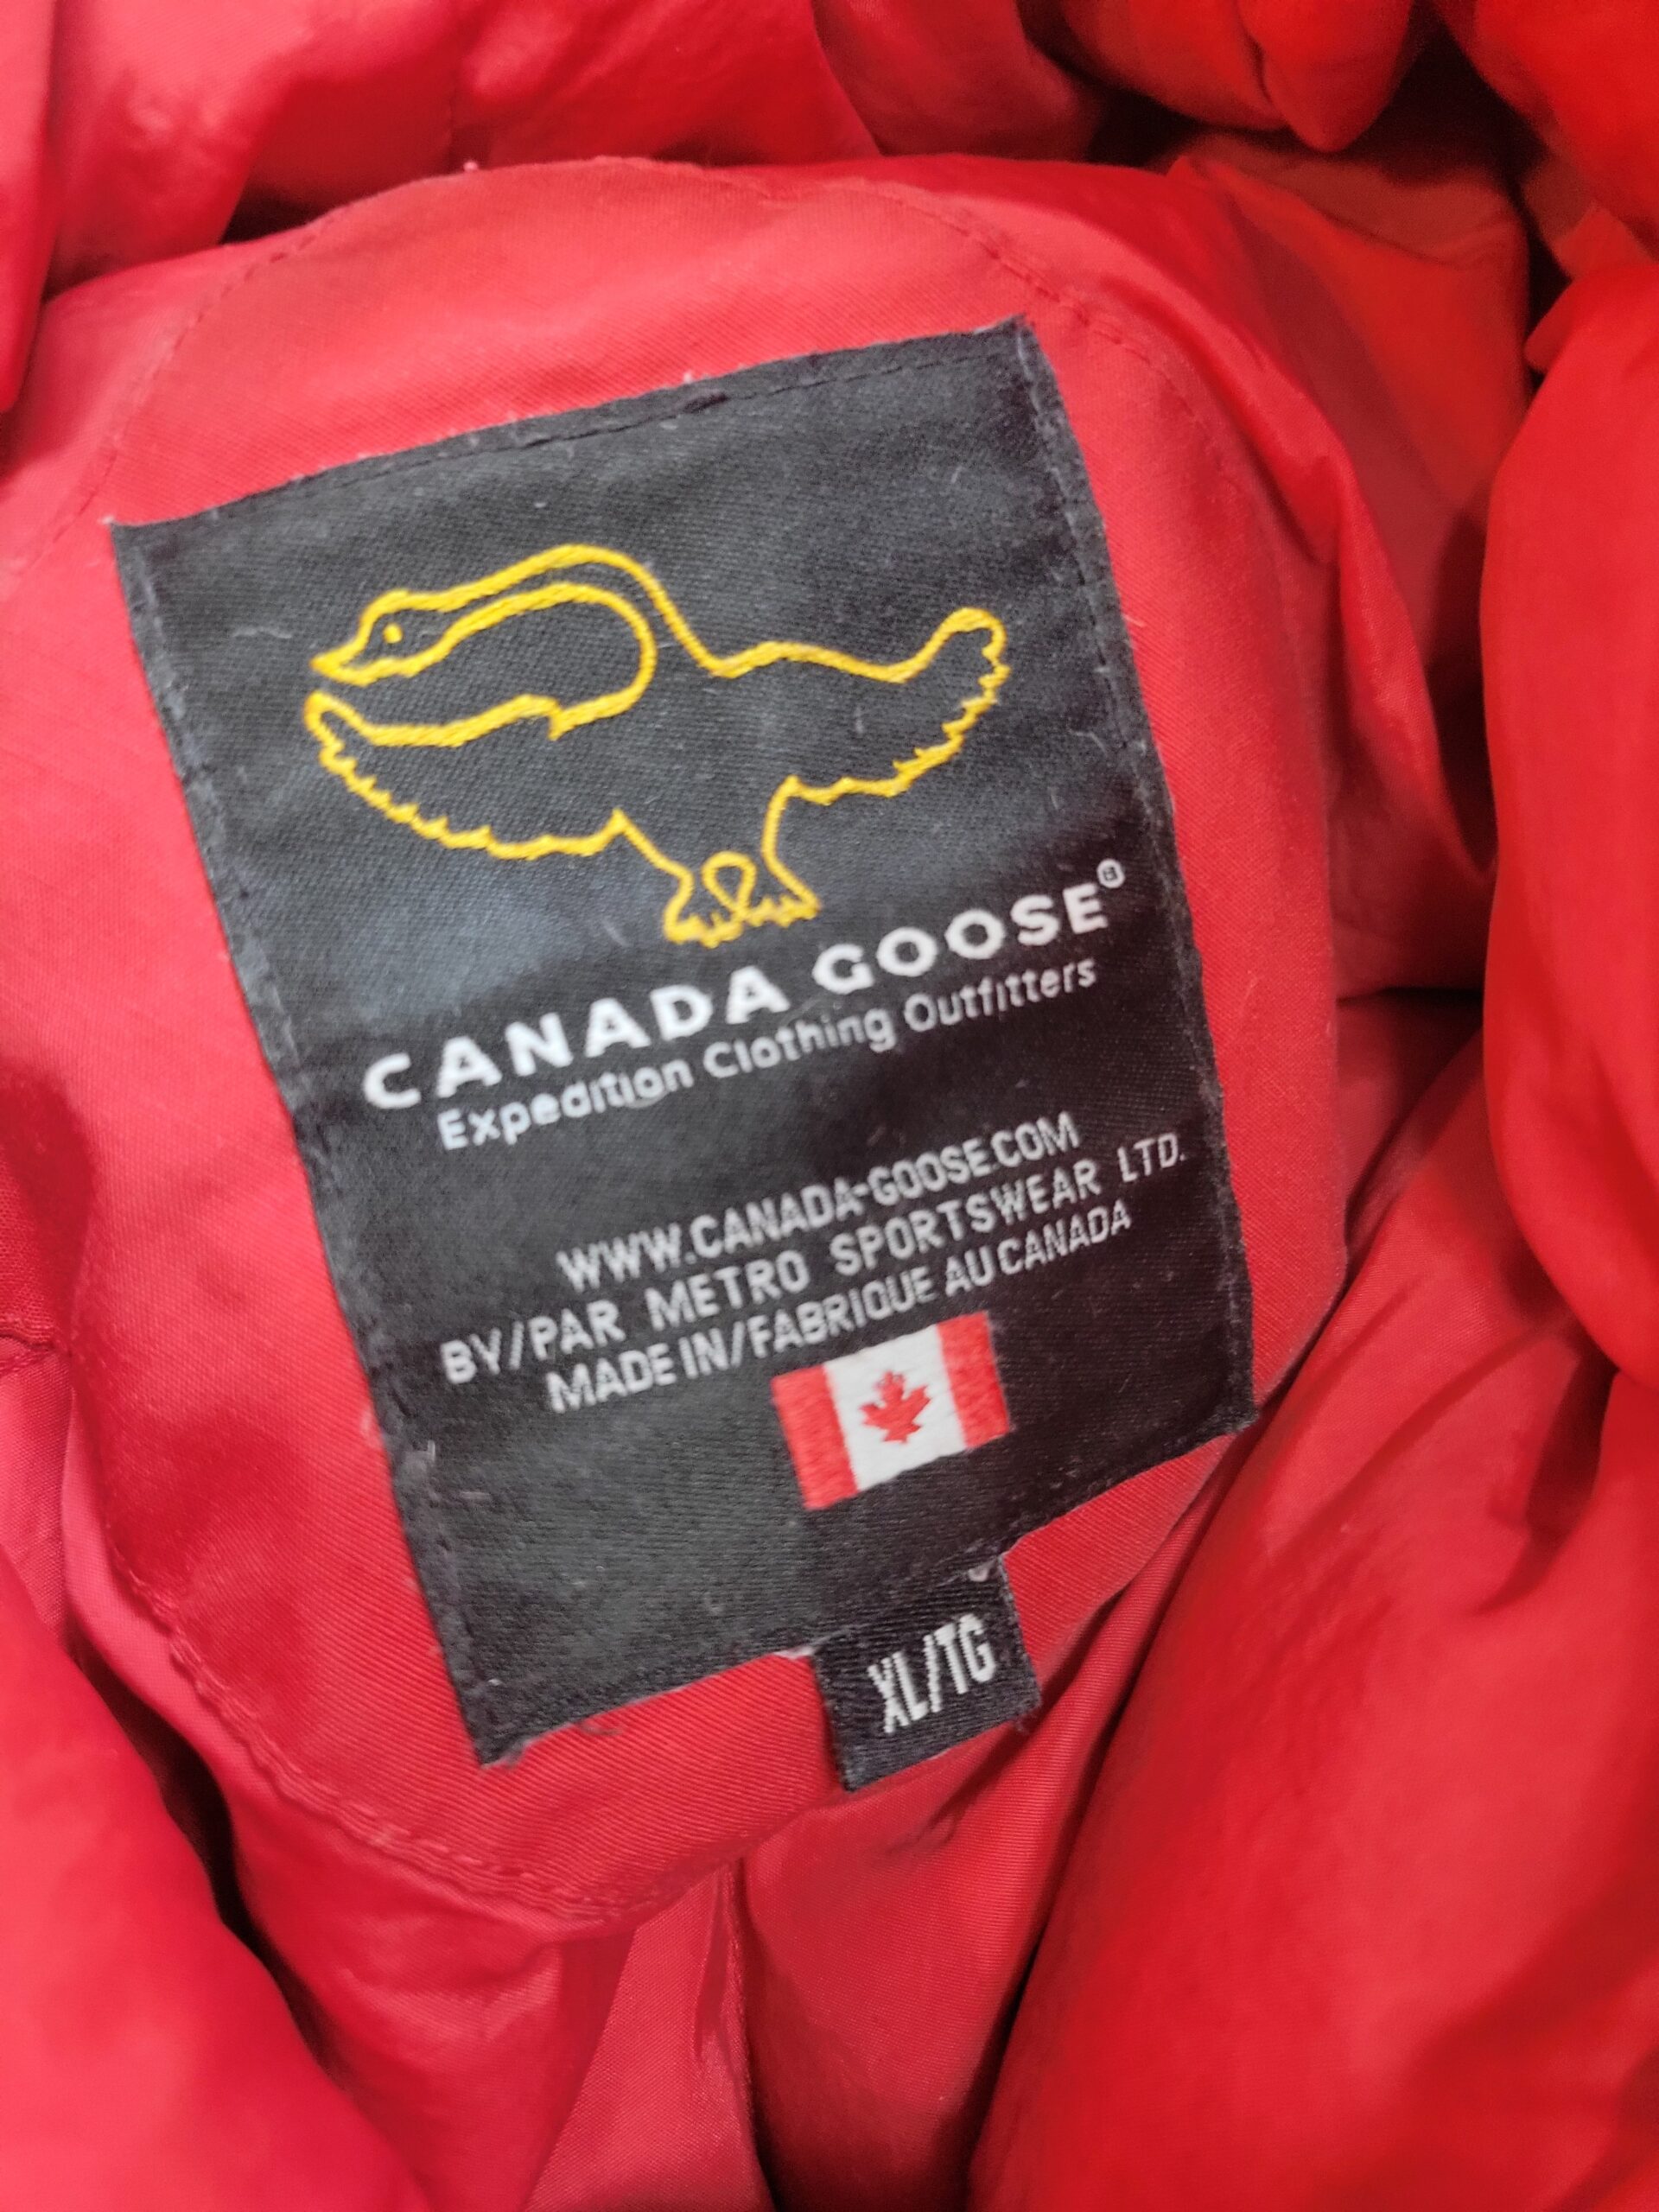 CANADA GOOSE®
Expedition Clothing Outfitters
WWW.CANADA-GOOSE.COM
BY/PAR METRO SPORTSWEAR LTD.
MADE IN/FABRIQUE AU CANADA
XL/TG